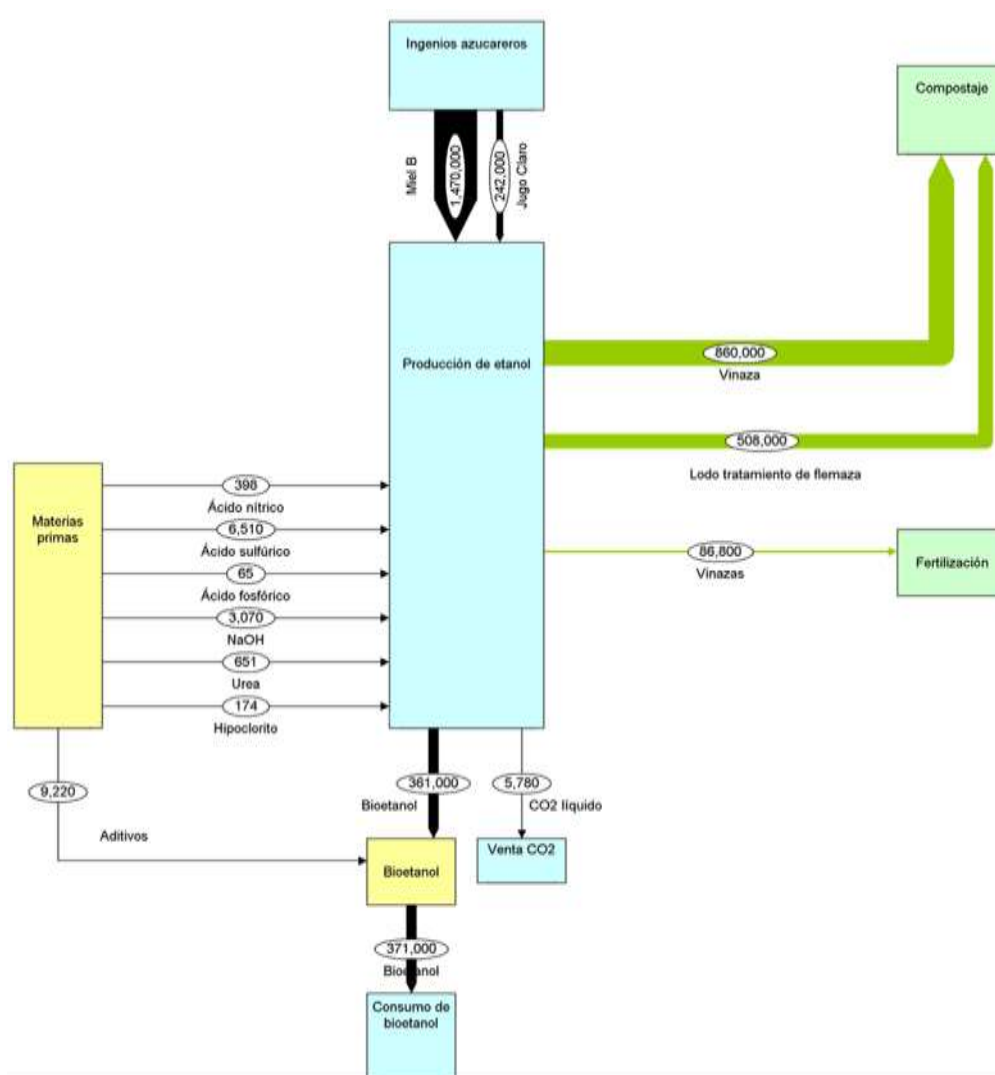 Ingenios azucareros
Compostaje
Miel B
1,470,000
242,000
Jugo Claro
Producción de etanol
860,000
Vinaza
508,000
Lodo tratamiento de flemaza
Materias
primas
398
Ácido nítrico
6,510
Ácido sulfúrico
65
Ácido fosfórico
3,070
NaOH
651
Urea
174
Hipoclorito
86,800
Vinazas
Fertilización
9,220
Aditivos
361,000
Bioetanol
5,780
CO2 líquido
Bioetanol
Venta CO2
371,000
Bioetanol
Consumo de
bioetanol